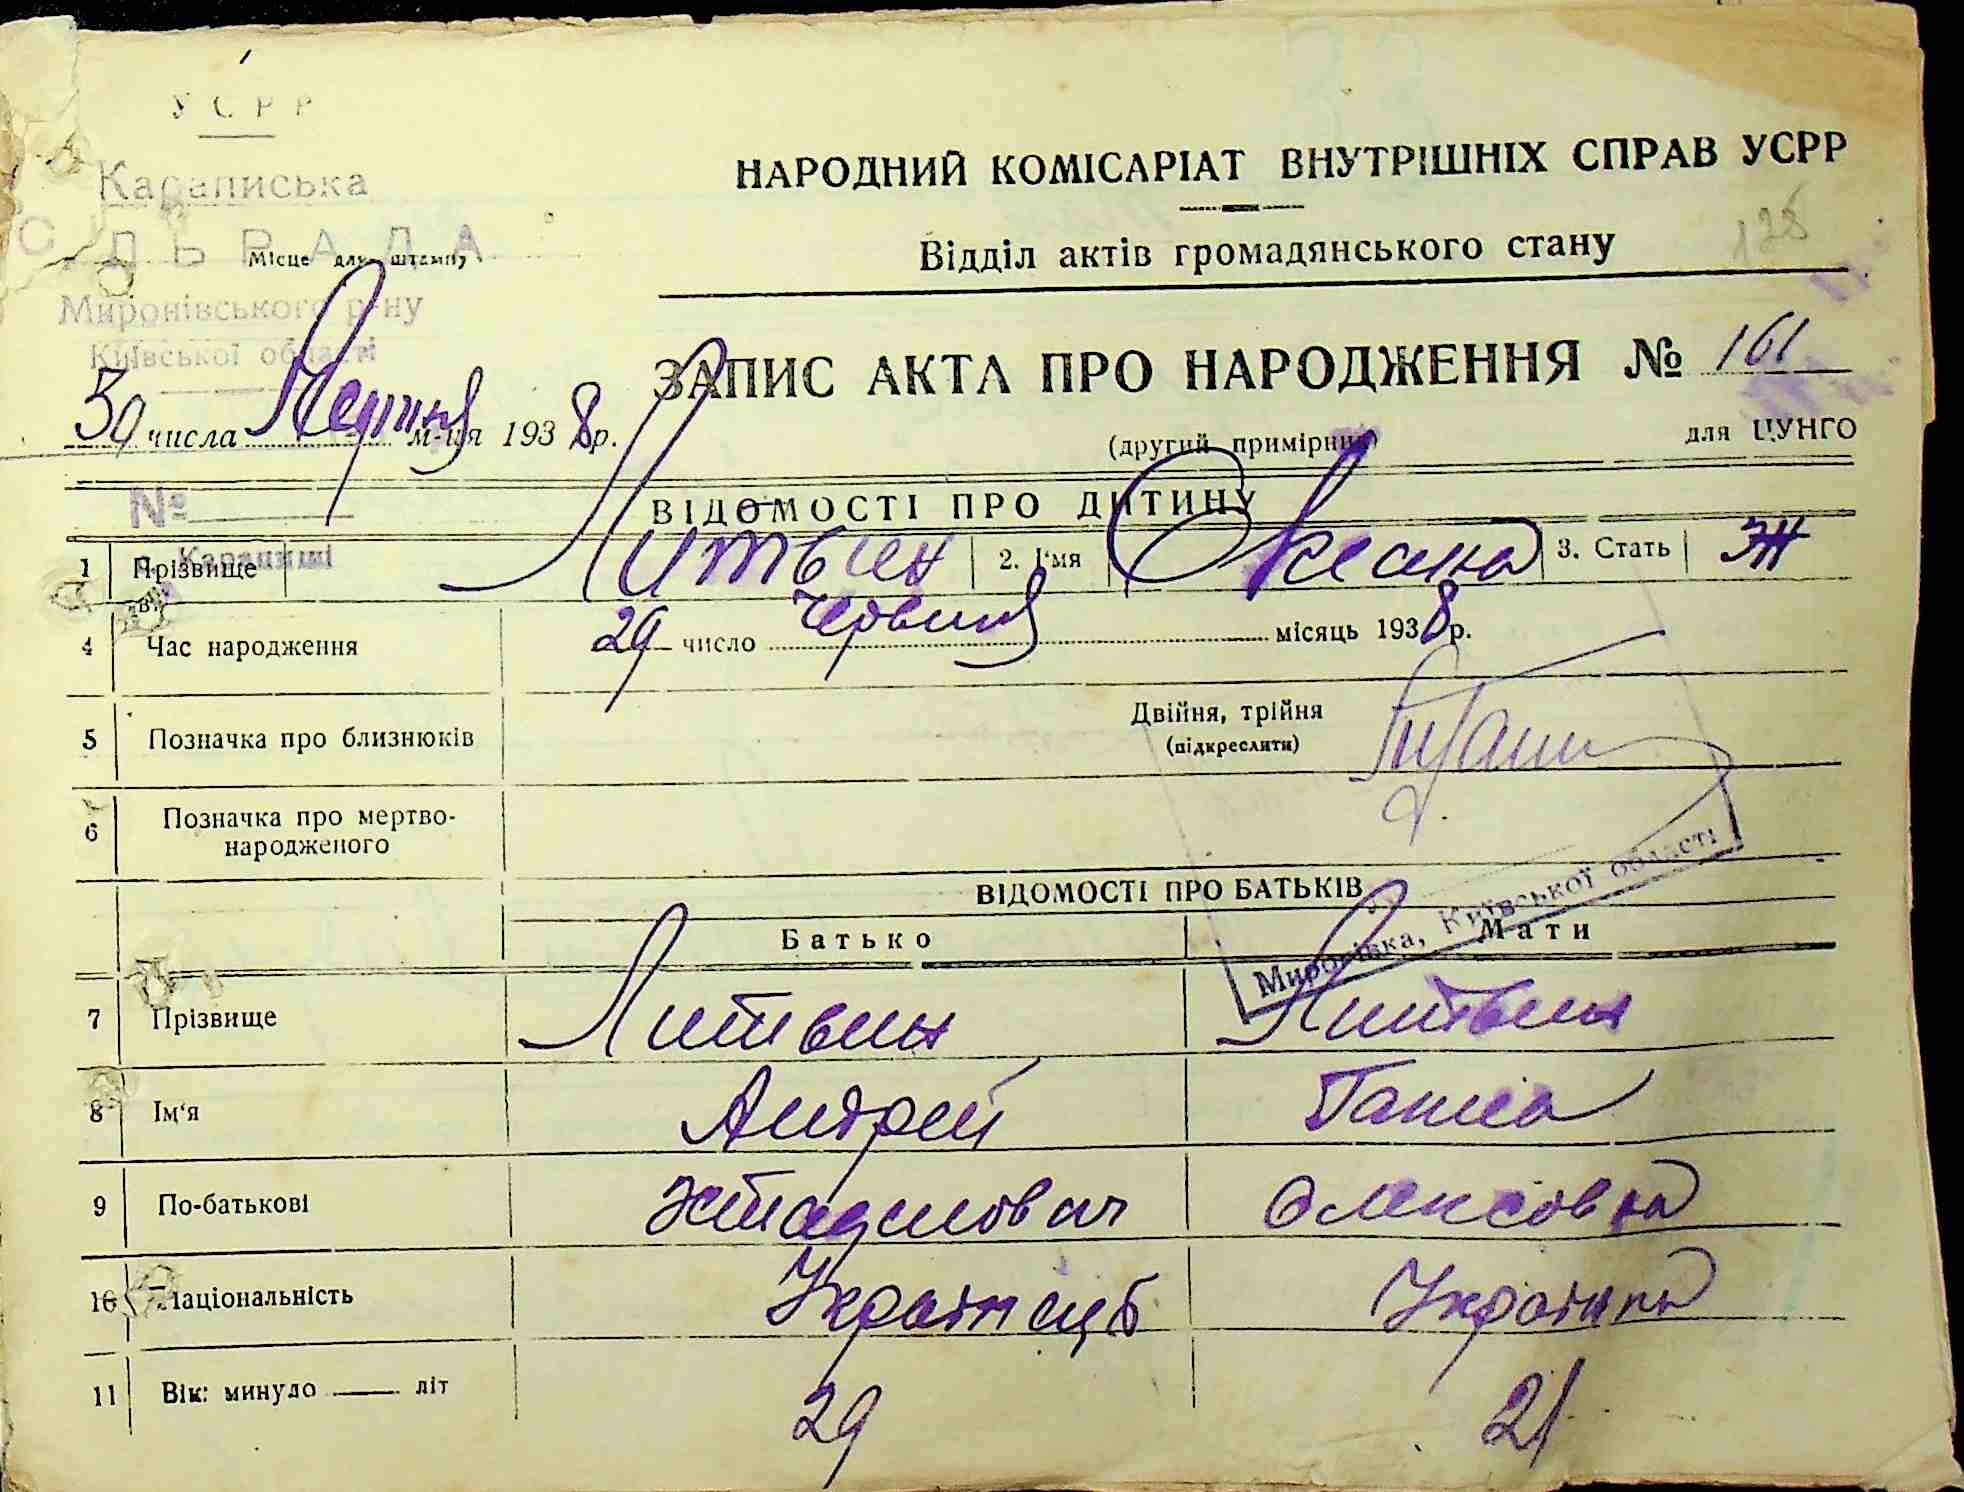 УСРР
Караписька
СІЛЬРАДА
Місце для штампу
Миронівського р-ну
Київської області
НАРОДНИЙ КОМІСАРІАТ ВНУТРІШНІХ СПРАВ УСРР
128
Відділ актів громадянського стану
ЗАПИС АКТА ПРО НАРОДЖЕННЯ № 161
30 числа м-ця 1938 р.
(другий примірник) для ЦУНГО
№
ВІДОМОСТІ ПРО ДИТИНУ
1 Прізвище Литвин 2. Ім'я Оксана 3. Стать Ж
4 Час народження 29 число Червня місяць 1938 р.
5 Позначка про близнюків Двійня, трійня
(підкреслити)
6 Позначка про мертво-
народженого
ВІДОМОСТІ ПРО БАТЬКІВ
Миронівка, Київської області
Батько Мати
7 Прізвище Литвин Литвин
8 Ім'я Андрей Ганна
9 По-батькові Олексовна
10 Національність Українець Українка
11 Вік: минуло літ 29 21